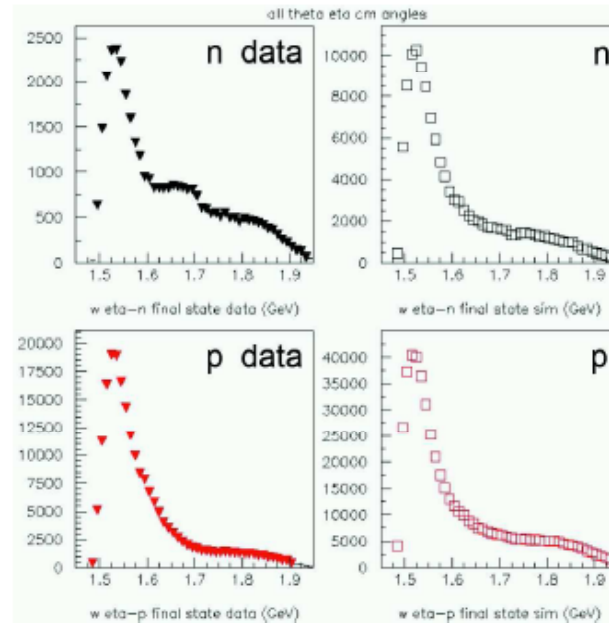 all theta eta cm angles
2500
2000
1500
1000
500
0
n data
1.5 1.6 1.7 1.8 1.9
w eta-n final state data (GeV)
10000
8000
6000
4000
2000
0
n
1.5 1.6 1.7 1.8 1.9
w eta-n final state sim (GeV)
20000
17500
15000
12500
10000
7500
5000
2500
0
p data
1.5 1.6 1.7 1.8 1.9
w eta-p final state data (GeV)
40000
35000
30000
25000
20000
15000
10000
5000
0
p
1.5 1.6 1.7 1.8 1.9
w eta-p final state sim (GeV)